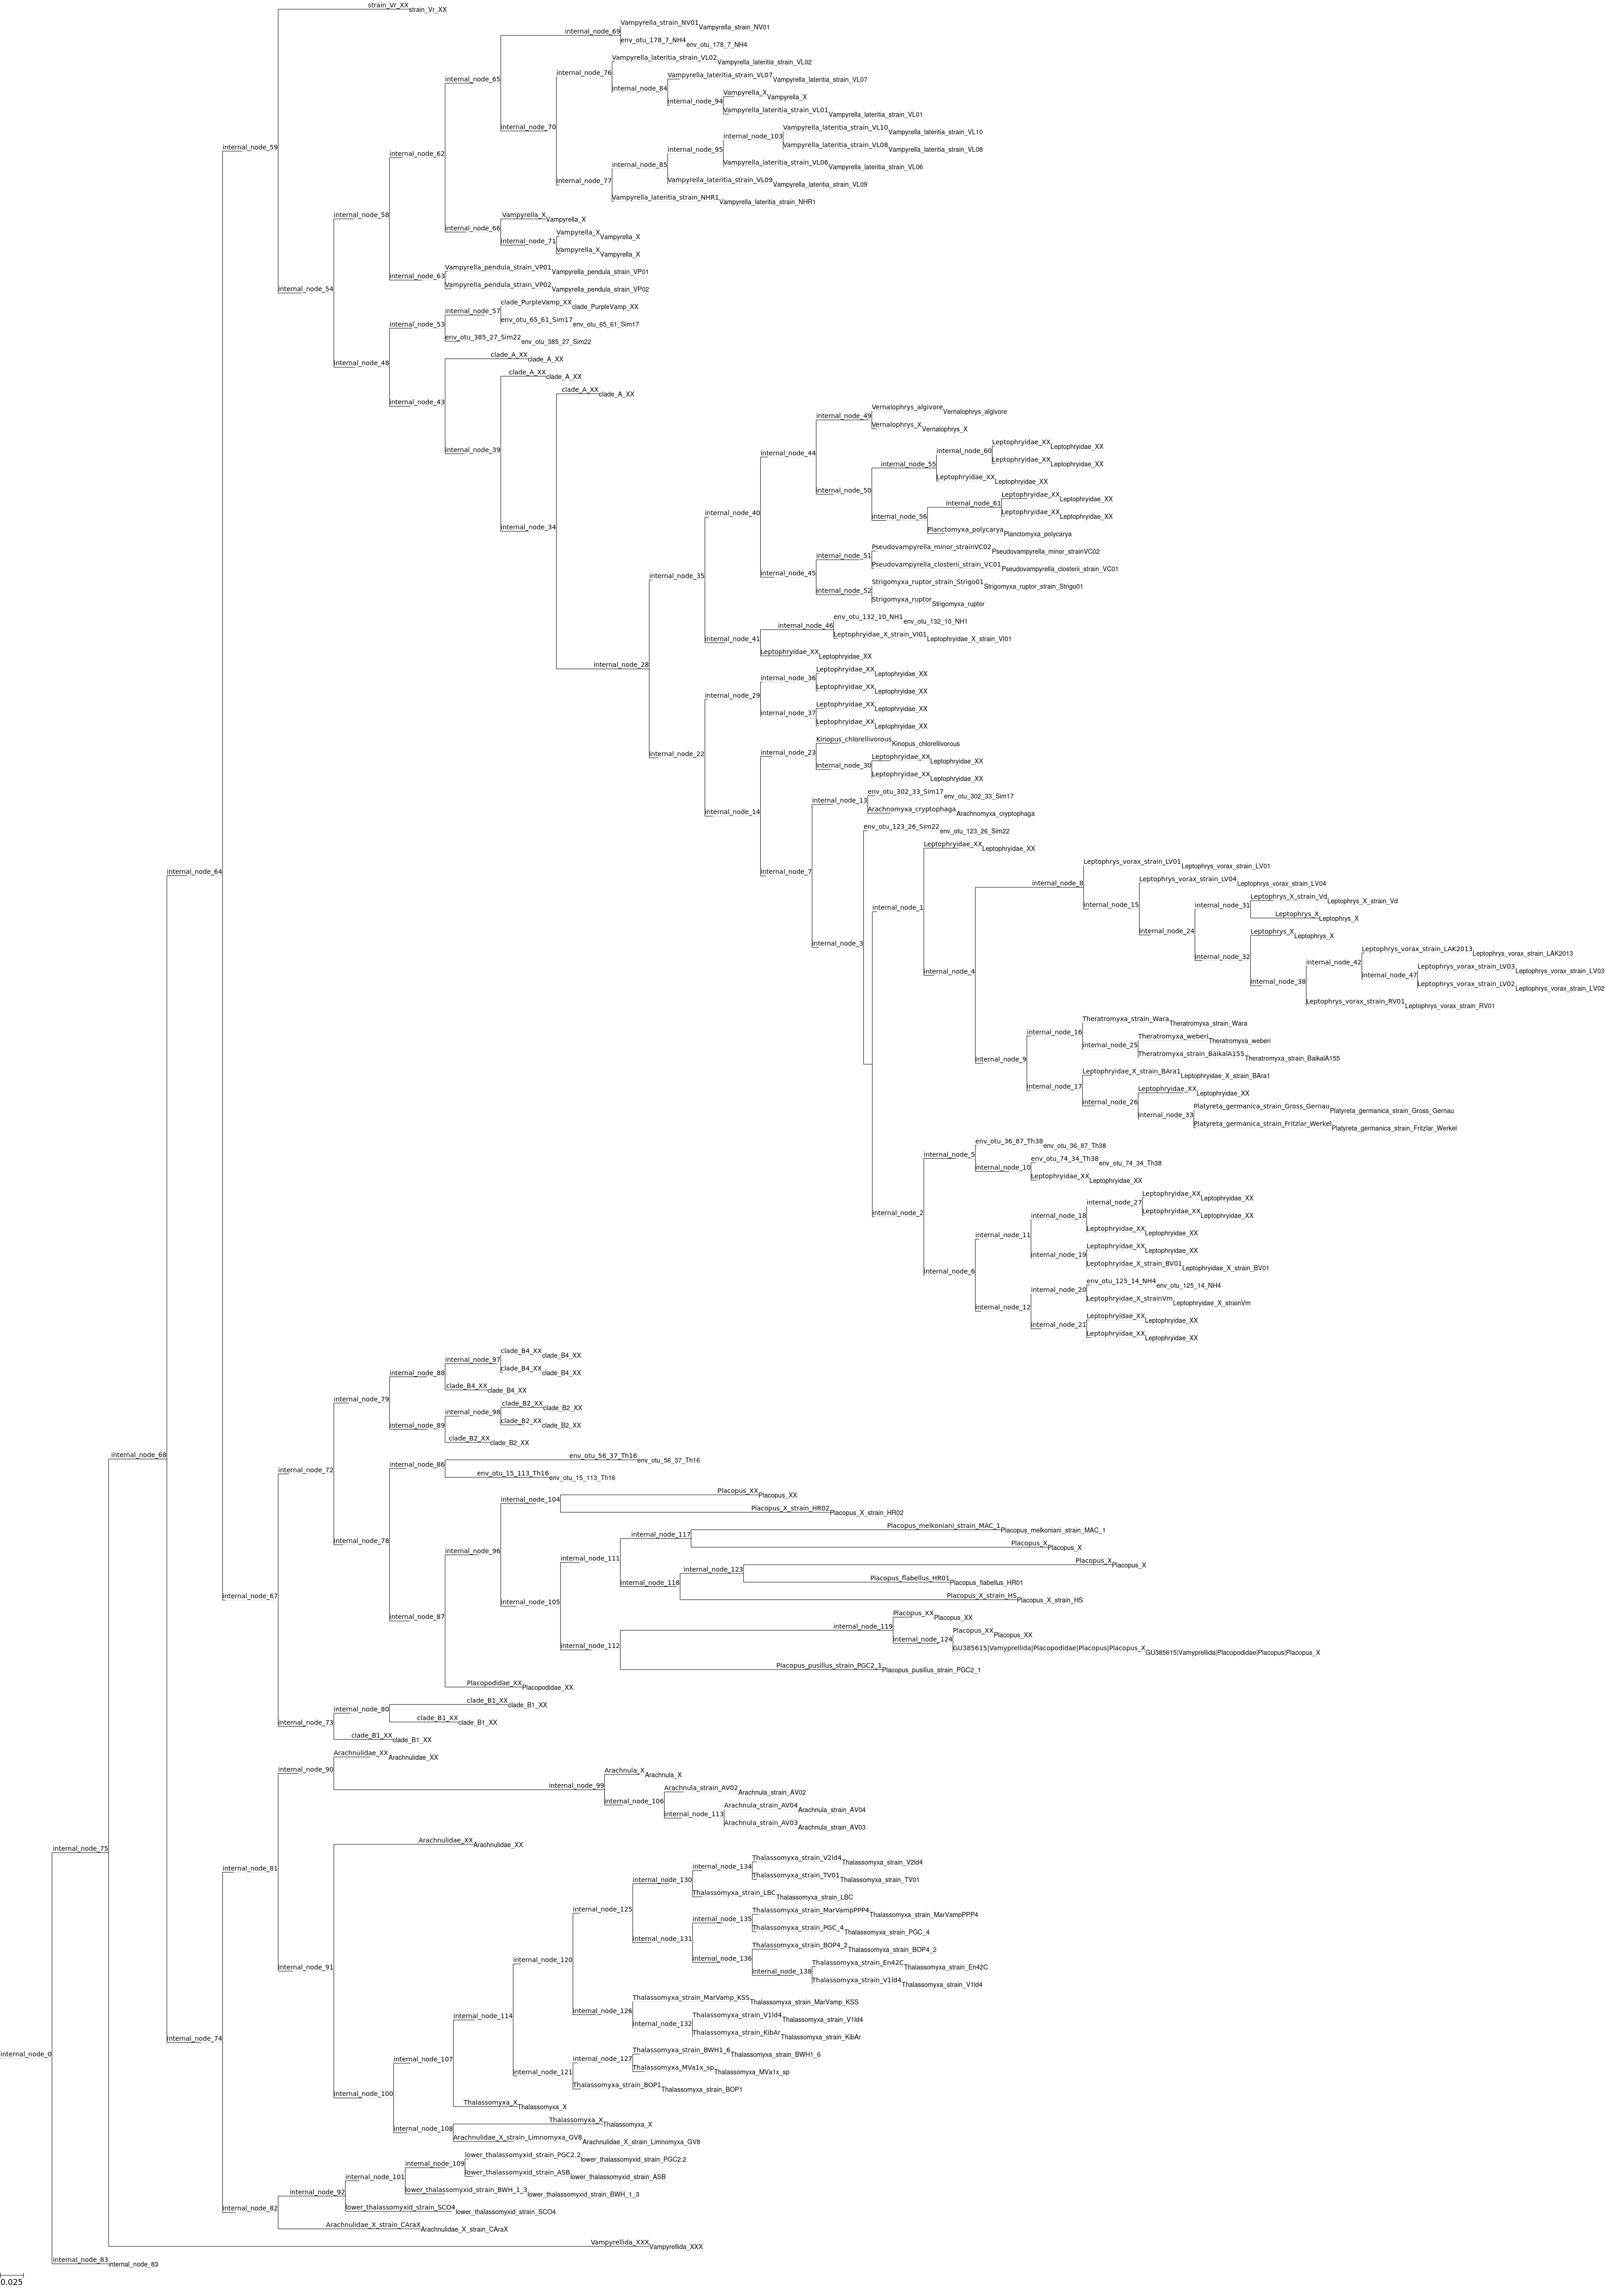 strain_Vr_XX strain_Vr_XX
Vampyrella_strain_NV01 Vampyrella_strain_NV01
internal_node_69
env_otu_178_7_NH4 env_otu_178_7_NH4
Vampyrella_lateritia_strain_VL02 Vampyrella_lateritia_strain_VL02
internal_node_76
Vampyrella_lateritia_strain_VL07 Vampyrella_lateritia_strain_VL07
internal_node_65
internal_node_84
Vampyrella_X Vampyrella_X
internal_node_94
Vampyrella_lateritia_strain_VL01 Vampyrella_lateritia_strain_VL01
internal_node_70
Vampyrella_lateritia_strain_VL10 Vampyrella_lateritia_strain_VL10
internal_node_103
Vampyrella_lateritia_strain_VL08 Vampyrella_lateritia_strain_VL08
internal_node_59
internal_node_95
internal_node_62
Vampyrella_lateritia_strain_VL06 Vampyrella_lateritia_strain_VL06
internal_node_85
Vampyrella_lateritia_strain_VL09 Vampyrella_lateritia_strain_VL09
internal_node_77
Vampyrella_lateritia_strain_NHR1 Vampyrella_lateritia_strain_NHR1
internal_node_58
Vampyrella_X Vampyrella_X
internal_node_66
Vampyrella_X Vampyrella_X
internal_node_71
Vampyrella_X Vampyrella_X
Vampyrella_pendula_strain_VP01 Vampyrella_pendula_strain_VP01
internal_node_63
Vampyrella_pendula_strain_VP02 Vampyrella_pendula_strain_VP02
internal_node_54
clade_PurpleVamp_XX clade_PurpleVamp_XX
internal_node_57
env_otu_65_61_Sim17 env_otu_65_61_Sim17
internal_node_53
env_otu_385_27_Sim22 env_otu_385_27_Sim22
clade_A_XX clade_A_XX
internal_node_48
clade_A_XX clade_A_XX
clade_A_XX clade_A_XX
internal_node_43
Vernalophrys_algivore Vernalophrys_algivore
internal_node_49
Vernalophrys_X Vernalophrys_X
Leptophryidae_XX Leptophryidae_XX
internal_node_39
internal_node_60
internal_node_44
Leptophryidae_XX Leptophryidae_XX
internal_node_55
Leptophryidae_XX Leptophryidae_XX
internal_node_50
Leptophryidae_XX Leptophryidae_XX
internal_node_61
Leptophryidae_XX Leptophryidae_XX
internal_node_40
internal_node_56
internal_node_34
Planctomyxa_polycarya Planctomyxa_polycarya
Pseudovampyrella_minor_strainVC02 Pseudovampyrella_minor_strainVC02
internal_node_51
Pseudovampyrella_closterii_strain_VC01 Pseudovampyrella_closterii_strain_VC01
internal_node_45
internal_node_35
Strigomyxa_ruptor_strain_Strigo01 Strigomyxa_ruptor_strain_Strigo01
internal_node_52
Strigomyxa_ruptor Strigomyxa_ruptor
env_otu_132_10_NH1 env_otu_132_10_NH1
internal_node_46
Leptophryidae_X_strain_VI01 Leptophryidae_X_strain_VI01
internal_node_41
Leptophryidae_XX Leptophryidae_XX
internal_node_28
Leptophryidae_XX Leptophryidae_XX
internal_node_36
Leptophryidae_XX Leptophryidae_XX
internal_node_29
Leptophryidae_XX Leptophryidae_XX
internal_node_37
Leptophryidae_XX Leptophryidae_XX
Kinopus_chlorellivorous Kinopus_chlorellivorous
internal_node_23
internal_node_22
Leptophryidae_XX Leptophryidae_XX
internal_node_30
Leptophryidae_XX Leptophryidae_XX
env_otu_302_33_Sim17 env_otu_302_33_Sim17
internal_node_13
Arachnomyxa_cryptophaga Arachnomyxa_cryptophaga
internal_node_14
env_otu_123_26_Sim22 env_otu_123_26_Sim22
Leptophryidae_XX Leptophryidae_XX
Leptophrys_vorax_strain_LV01 Leptophrys_vorax_strain_LV01
internal_node_64
internal_node_7
Leptophrys_vorax_strain_LV04 Leptophrys_vorax_strain_LV04
internal_node_8
Leptophrys_X_strain_Vd Leptophrys_X_strain_Vd
internal_node_15
internal_node_31
internal_node_1
Leptophrys_X Leptophrys_X
internal_node_24
Leptophrys_X Leptophrys_X
internal_node_3
Leptophrys_vorax_strain_LAK2013 Leptophrys_vorax_strain_LAK2013
internal_node_32
internal_node_42
Leptophrys_vorax_strain_LV03 Leptophrys_vorax_strain_LV03
internal_node_4
internal_node_47
internal_node_38
Leptophrys_vorax_strain_LV02 Leptophrys_vorax_strain_LV02
Leptophrys_vorax_strain_RV01 Leptophrys_vorax_strain_RV01
Theratromyxa_strain_Wara Theratromyxa_strain_Wara
internal_node_16
Theratromyxa_weberi Theratromyxa_weberi
internal_node_25
Theratromyxa_strain_BaikalA155 Theratromyxa_strain_BaikalA155
internal_node_9
Leptophryidae_X_strain_BAra1 Leptophryidae_X_strain_BAra1
internal_node_17
Leptophryidae_XX Leptophryidae_XX
internal_node_26
Platyreta_germanica_strain_Gross_Gernau Platyreta_germanica_strain_Gross_Gernau
internal_node_33
Platyreta_germanica_strain_Fritzlar_Werkel Platyreta_germanica_strain_Fritzlar_Werkel
env_otu_36_87_Th38 env_otu_36_87_Th38
internal_node_5
env_otu_74_34_Th38 env_otu_74_34_Th38
internal_node_10
Leptophryidae_XX Leptophryidae_XX
Leptophryidae_XX Leptophryidae_XX
internal_node_27
Leptophryidae_XX Leptophryidae_XX
internal_node_2
internal_node_18
Leptophryidae_XX Leptophryidae_XX
internal_node_11
Leptophryidae_XX Leptophryidae_XX
internal_node_19
Leptophryidae_X_strain_BV01 Leptophryidae_X_strain_BV01
internal_node_6
env_otu_125_14_NH4 env_otu_125_14_NH4
internal_node_20
Leptophryidae_X_strainVm Leptophryidae_X_strainVm
internal_node_12
Leptophryidae_XX Leptophryidae_XX
internal_node_21
Leptophryidae_XX Leptophryidae_XX
clade_B4_XX clade_B4_XX
internal_node_97
clade_B4_XX clade_B4_XX
internal_node_88
clade_B4_XX clade_B4_XX
internal_node_79
clade_B2_XX clade_B2_XX
internal_node_98
clade_B2_XX clade_B2_XX
internal_node_89
clade_B2_XX clade_B2_XX
internal_node_68
env_otu_56_37_Th16 env_otu_56_37_Th16
internal_node_86
internal_node_72
env_otu_15_113_Th16 env_otu_15_113_Th16
Placopus_XX Placopus_XX
internal_node_104
Placopus_X_strain_HR02 Placopus_X_strain_HR02
Placopus_melkoniani_strain_MAC_1 Placopus_melkoniani_strain_MAC_1
internal_node_117
internal_node_78
Placopus_X Placopus_X
internal_node_96
internal_node_111
Placopus_X Placopus_X
internal_node_123
Placopus_flabellus_HR01 Placopus_flabellus_HR01
internal_node_118
Placopus_X_strain_HS Placopus_X_strain_HS
internal_node_67
internal_node_105
Placopus_XX Placopus_XX
internal_node_87
internal_node_119
Placopus_XX Placopus_XX
internal_node_124
internal_node_112
GU385615|Vamyprellida|Placopodidae|Placopus|Placopus_X GU385615|Vamyprellida|Placopodidae|Placopus|Placopus_X
Placopus_pusillus_strain_PGC2_1 Placopus_pusillus_strain_PGC2_1
Placopodidae_XX Placopodidae_XX
clade_B1_XX clade_B1_XX
internal_node_80
clade_B1_XX clade_B1_XX
internal_node_73
clade_B1_XX clade_B1_XX
Arachnulidae_XX Arachnulidae_XX
internal_node_90
Arachnula_X Arachnula_X
internal_node_99
Arachnula_strain_AV02 Arachnula_strain_AV02
internal_node_106
Arachnula_strain_AV04 Arachnula_strain_AV04
internal_node_113
Arachnula_strain_AV03 Arachnula_strain_AV03
Arachnulidae_XX Arachnulidae_XX
internal_node_75
Thalassomyxa_strain_V2Id4 Thalassomyxa_strain_V2Id4
internal_node_134
internal_node_81
Thalassomyxa_strain_TV01 Thalassomyxa_strain_TV01
internal_node_130
Thalassomyxa_strain_LBC Thalassomyxa_strain_LBC
internal_node_125
Thalassomyxa_strain_MarVampPPP4 Thalassomyxa_strain_MarVampPPP4
internal_node_135
Thalassomyxa_strain_PGC_4 Thalassomyxa_strain_PGC_4
internal_node_131
Thalassomyxa_strain_BOP4_2 Thalassomyxa_strain_BOP4_2
internal_node_136
internal_node_120
Thalassomyxa_strain_En42C Thalassomyxa_strain_En42C
internal_node_91
internal_node_138
Thalassomyxa_strain_V1Id4 Thalassomyxa_strain_V1Id4
Thalassomyxa_strain_MarVamp_KSS Thalassomyxa_strain_MarVamp_KSS
internal_node_126
internal_node_114
Thalassomyxa_strain_V1Id4 Thalassomyxa_strain_V1Id4
internal_node_132
Thalassomyxa_strain_KibAr Thalassomyxa_strain_KibAr
internal_node_74
Thalassomyxa_strain_BWH1_6 Thalassomyxa_strain_BWH1_6
internal_node_0
internal_node_107
internal_node_127
Thalassomyxa_MVa1x_sp Thalassomyxa_MVa1x_sp
internal_node_121
Thalassomyxa_strain_BOP1 Thalassomyxa_strain_BOP1
internal_node_100
Thalassomyxa_X Thalassomyxa_X
Thalassomyxa_X Thalassomyxa_X
internal_node_108
Arachnulidae_X_strain_Limnomyxa_GV8 Arachnulidae_X_strain_Limnomyxa_GV8
lower_thalassomyxid_strain_PGC2.2 lower_thalassomyxid_strain_PGC2.2
internal_node_109
lower_thalassomyxid_strain_ASB lower_thalassomyxid_strain_ASB
internal_node_101
lower_thalassomyxid_strain_BWH_1_3 lower_thalassomyxid_strain_BWH_1_3
internal_node_92
internal_node_82
lower_thalassomyxid_strain_SCO4 lower_thalassomyxid_strain_SCO4
Arachnulidae_X_strain_CAraX Arachnulidae_X_strain_CAraX
Vampyrellida_XXX Vampyrellida_XXX
internal_node_83 internal_node_83
0.025